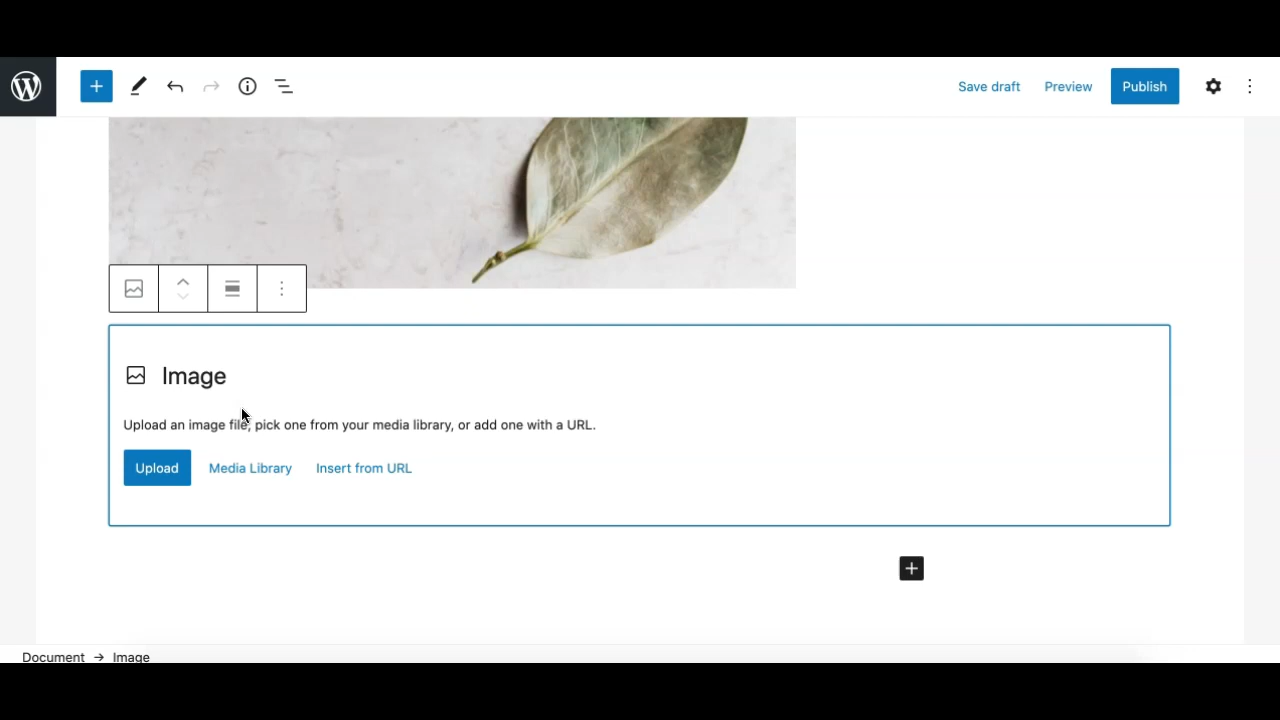 Save draft Preview Publish
Image
Upload an image file, pick one from your media library, or add one with a URL.
Upload Media Library Insert from URL
Document → Image